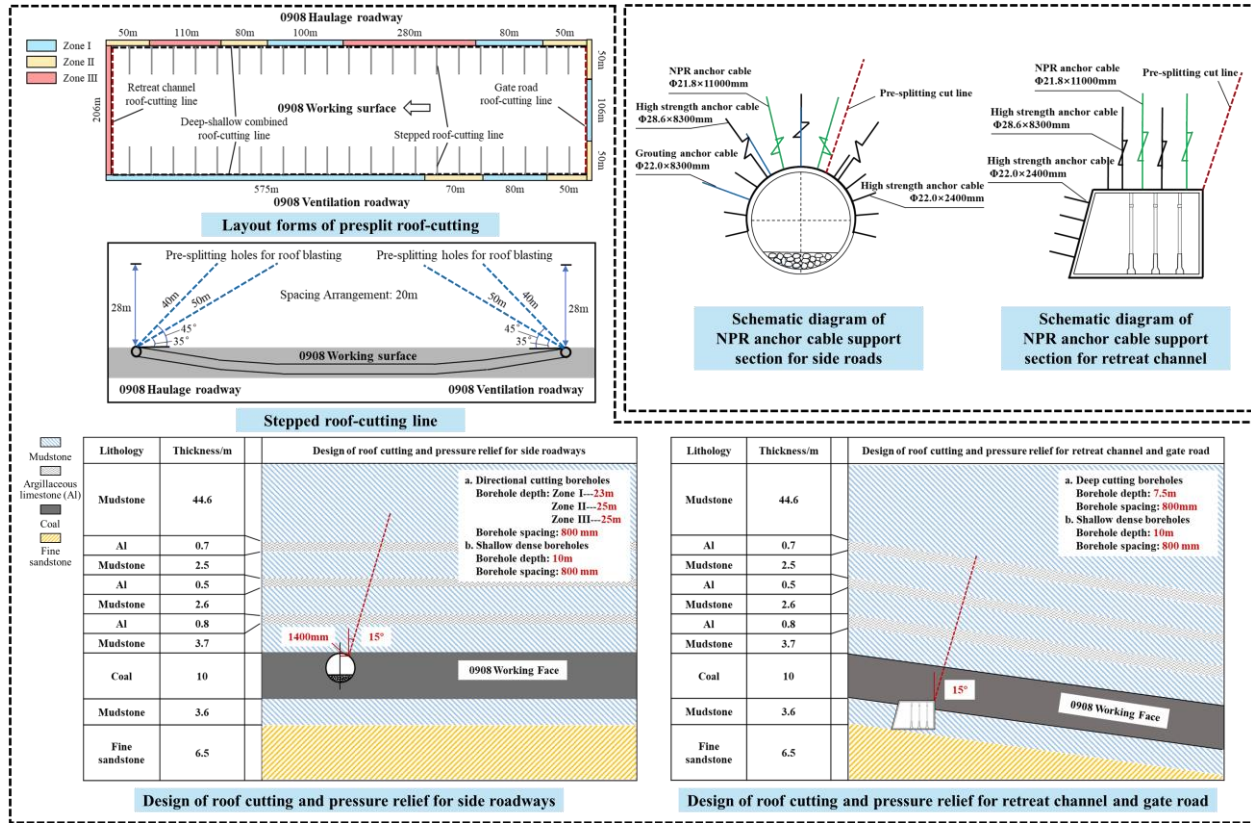 0908 Haulage roadway
50m 110m 80m 100m 280m 80m 50m
Zone I
Zone II
Zone III
206m
Retreat channel
roof-cutting line
0908 Working surface
Gate road
roof-cutting line
Deep-shallow combined
roof-cutting line
Stepped roof-cutting line
50m
106m
50m
575m 70m 80m 50m
0908 Ventilation roadway
Layout forms of presplit roof-cutting
Pre-splitting holes for roof blasting
Pre-splitting holes for roof blasting
Spacing Arrangement: 20m
28m
40m
50m
45°
35°
50m
40m
28m
45°
35°
0908 Working surface
0908 Haulage roadway
0908 Ventilation roadway
Stepped roof-cutting line
NPR anchor cable
Φ21.8×11000mm
High strength anchor cable
Φ28.6×8300mm
Grouting anchor cable
Φ22.0×8300mm
Pre-splitting cut line
High strength anchor cable
Φ22.0×2400mm
Schematic diagram of
NPR anchor cable support
section for side roads
NPR anchor cable
Φ21.8×11000mm
High strength anchor cable
Φ28.6×8300mm
High strength anchor cable
Φ22.0×2400mm
Pre-splitting cut line
Schematic diagram of
NPR anchor cable support
section for retreat channel
Mudstone
Argillaceous
limestone (Al)
Coal
Fine
sandstone
Lithology Thickness/m Design of roof cutting and pressure relief for side roadways
Mudstone 44.6
Al 0.7
Mudstone 2.5
Al 0.5
Mudstone 2.6
Al 0.8
Mudstone 3.7
Coal 10
Mudstone 3.6
Fine
sandstone 6.5
a. Directional cutting boreholes
Borehole depth: Zone I---23m
Zone II---25m
Zone III---25m
Borehole spacing: 800 mm
b. Shallow dense boreholes
Borehole depth: 10m
Borehole spacing: 800 mm
1400mm
15°
0908 Working Face
Design of roof cutting and pressure relief for side roadways
Lithology Thickness/m Design of roof cutting and pressure relief for retreat channel and gate road
Mudstone 44.6
Al 0.7
Mudstone 2.5
Al 0.5
Mudstone 2.6
Al 0.8
Mudstone 3.7
Coal 10
Mudstone 3.6
Fine
sandstone 6.5
a. Deep cutting boreholes
Borehole depth: 7.5m
Borehole spacing: 800mm
b. Shallow dense boreholes
Borehole depth: 10m
Borehole spacing: 800 mm
15°
0908 Working Face
Design of roof cutting and pressure relief for retreat channel and gate road